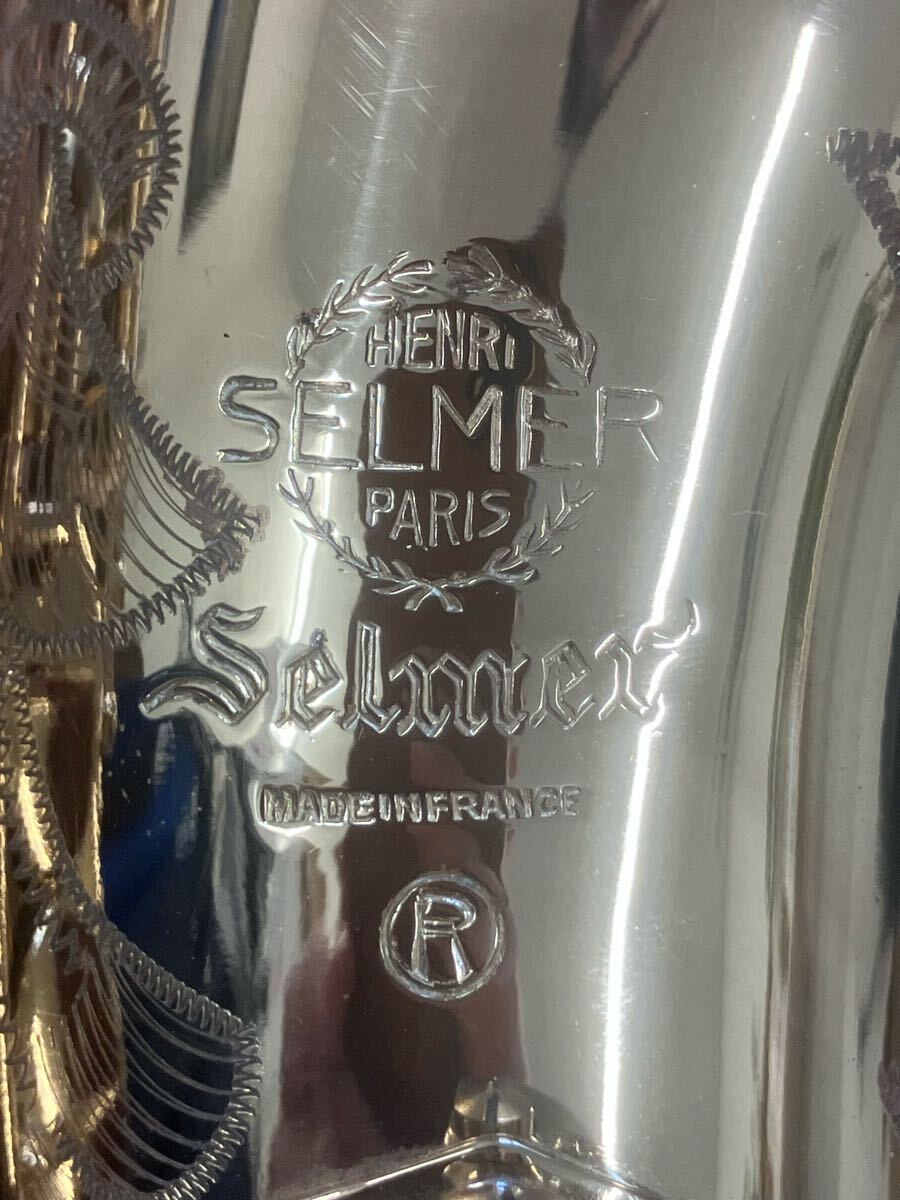 HENRI
SELMER
PARIS
Selmer
MADE IN FRANCE
®